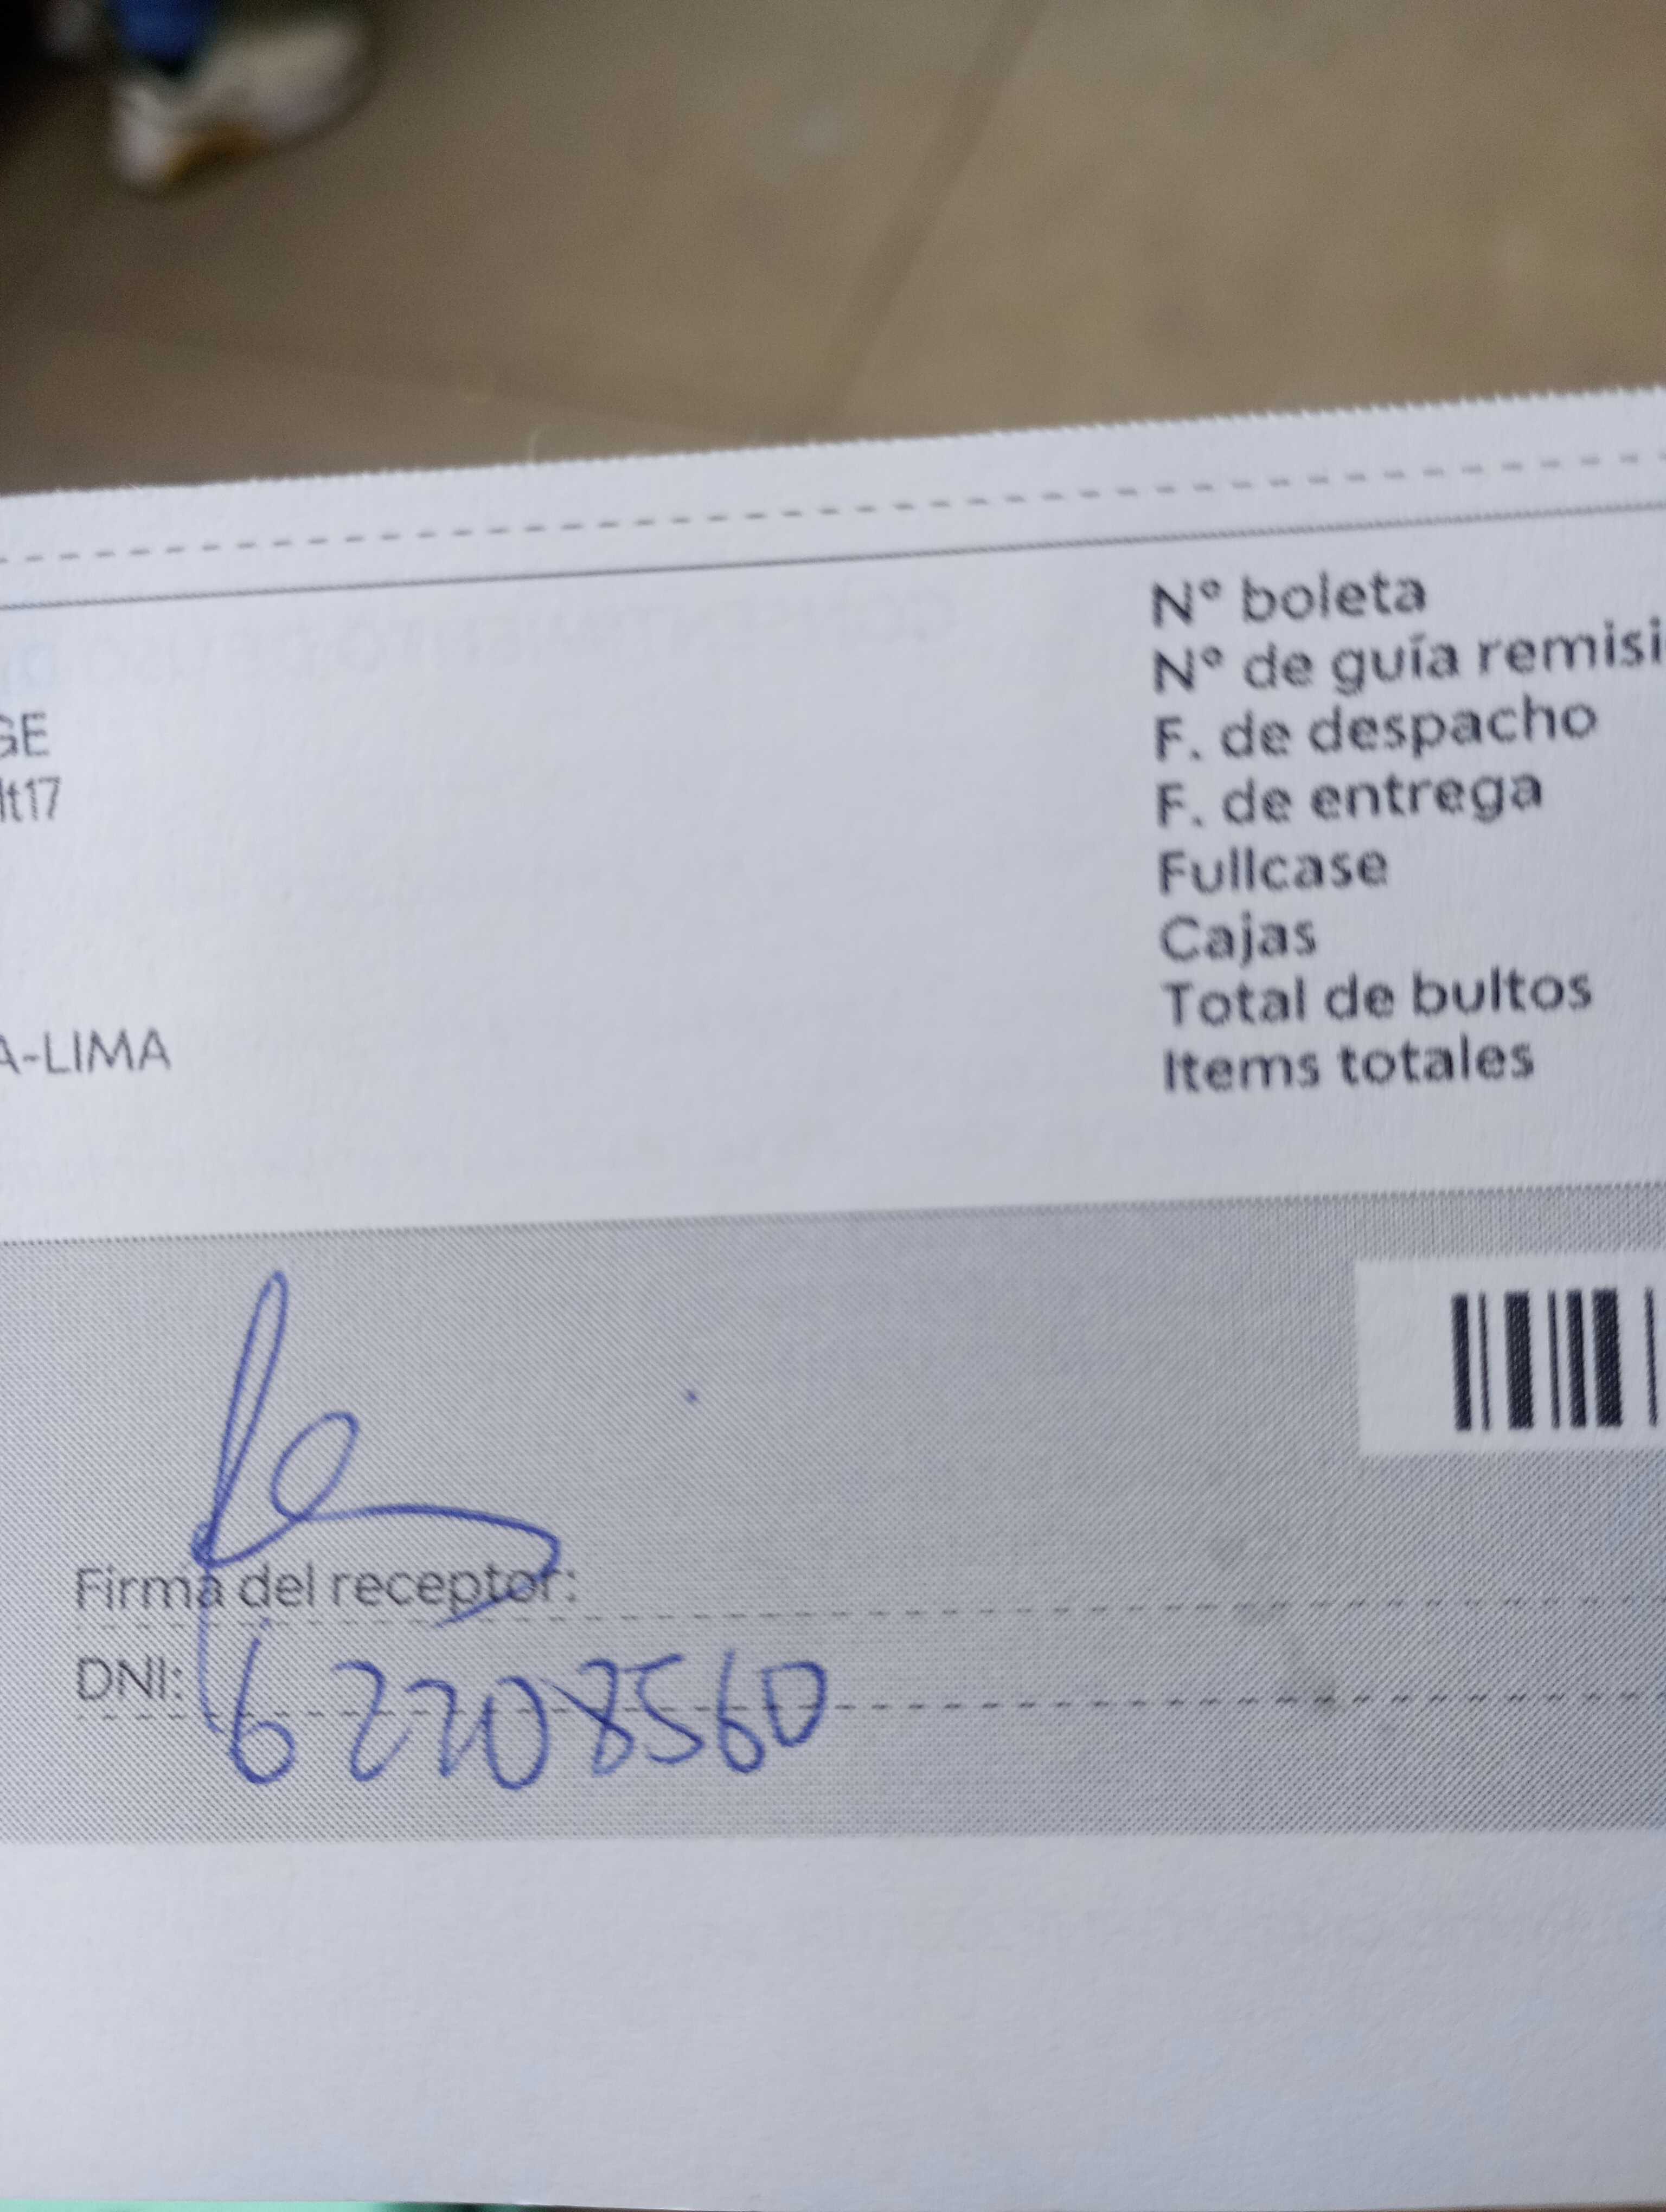 GE
lt17
A-LIMA
N° boleta
N° de guía remisi
F. de despacho
F. de entrega
Fullcase
Cajas
Total de bultos
Items totales
Firma del receptor:
DNI: 62208560